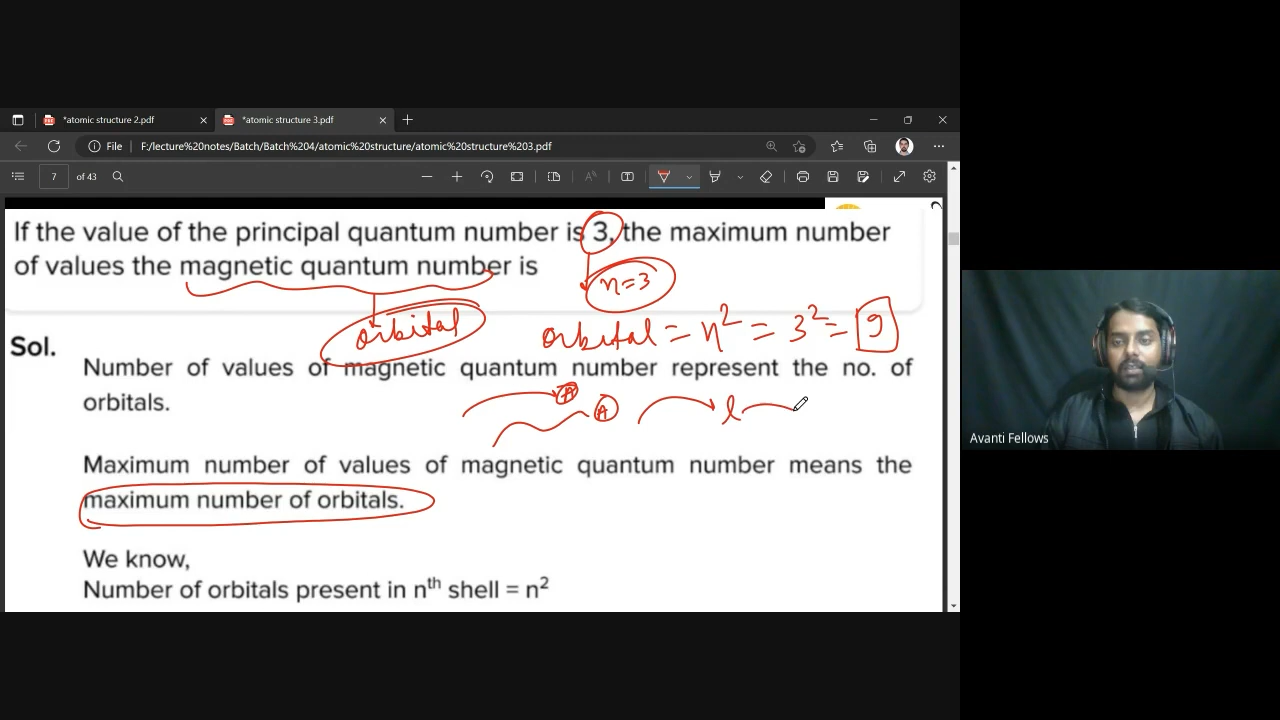 *atomic structure 2.pdf
*atomic structure 3.pdf
File
F:/lecture%20notes/Batch/Batch%204/atomic%20structure/atomic%20structure%203.pdf
7 of 43
If the value of the principal quantum number is 3, the maximum number
of values the magnetic quantum number is
n=3
orbital
orbital = n² = 3² = 9
Sol.
Number of values of magnetic quantum number represent the no. of
orbitals.
A
A
l
Maximum number of values of magnetic quantum number means the
maximum number of orbitals.
We know,
Number of orbitals present in nth shell = n²
Avanti Fellows